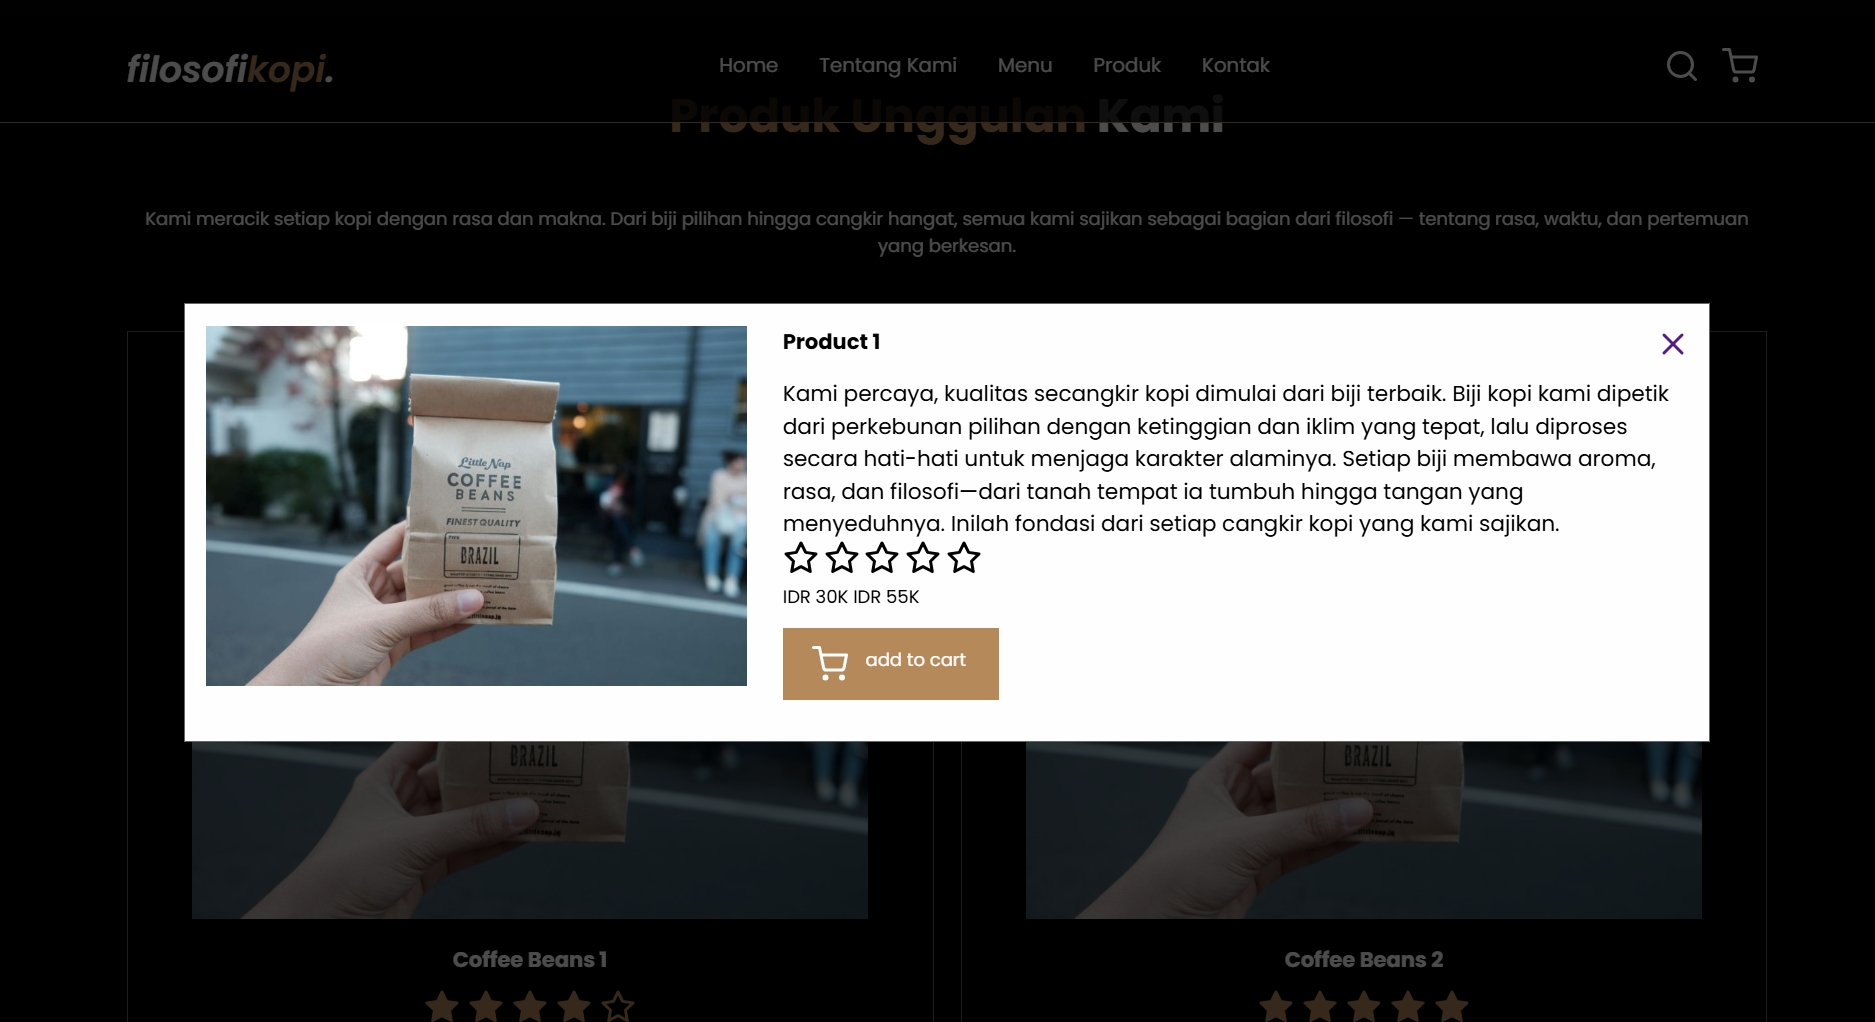 filosofikopi.
Home Tentang Kami Menu Produk Kontak
Produk Unggulan Kami
Kami meracik setiap kopi dengan rasa dan makna. Dari biji pilihan hingga cangkir hangat, semua kami sajikan sebagai bagian dari filosofi — tentang rasa, waktu, dan pertemuan
yang berkesan.
Little Nap
COFFEE
BEANS
FINEST QUALITY
TYPE
BRAZIL
Product 1
Kami percaya, kualitas secangkir kopi dimulai dari biji terbaik. Biji kopi kami dipetik
dari perkebunan pilihan dengan ketinggian dan iklim yang tepat, lalu diproses
secara hati-hati untuk menjaga karakter alaminya. Setiap biji membawa aroma,
rasa, dan filosofi—dari tanah tempat ia tumbuh hingga tangan yang
menyeduhnya. Inilah fondasi dari setiap cangkir kopi yang kami sajikan.
IDR 30K IDR 55K
add to cart
BRAZIL
BRAZIL
Coffee Beans 1
Coffee Beans 2